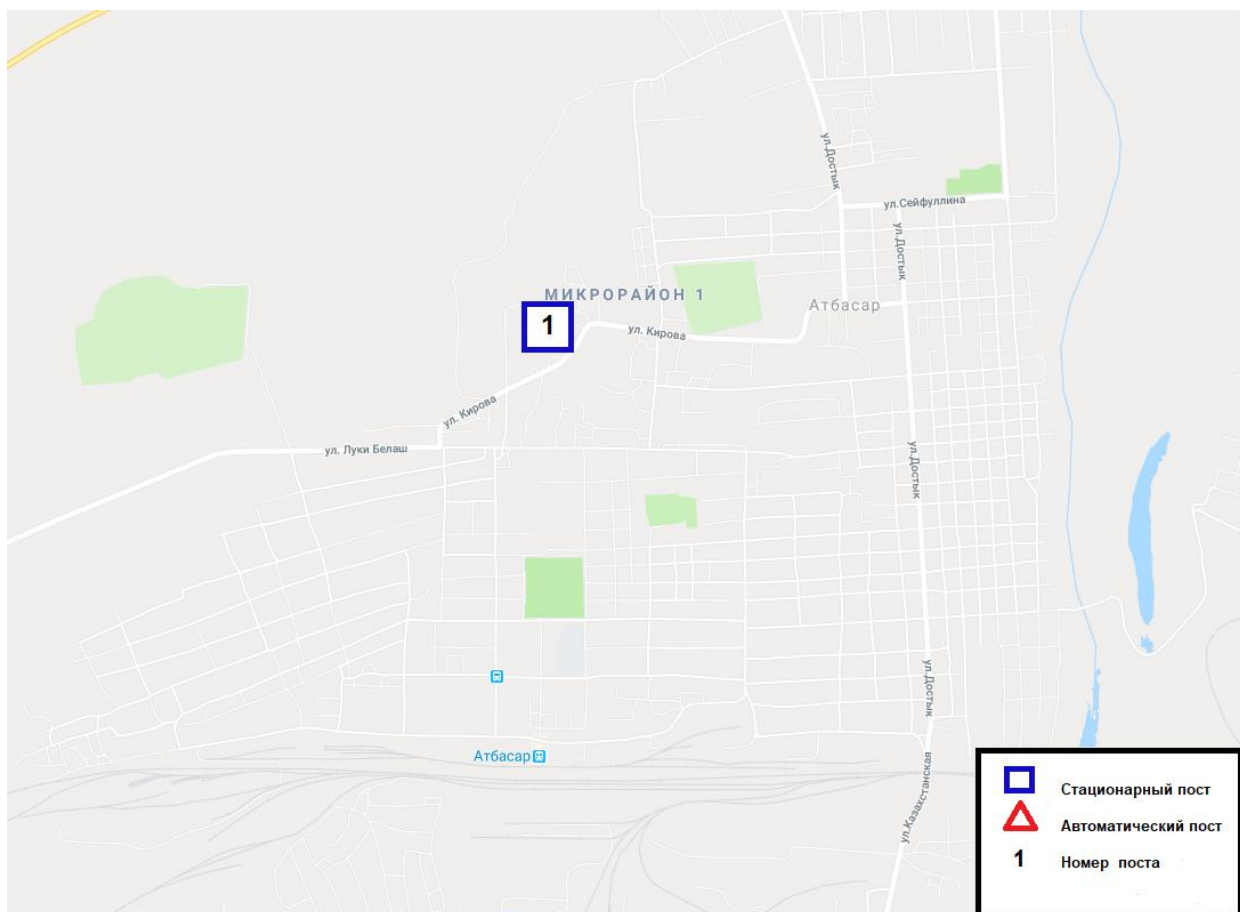 ул.Достык
ул.Сейфуллина
ул.Достык
МИКРОРАЙОН 1
1
Атбасар
ул. Кирова
ул. Кирова
ул. Луки Белаш
ул.Достык
ул.Достык
Атбасар
ул.Казахстанская
Стационарный пост
Автоматический пост
1 Номер поста